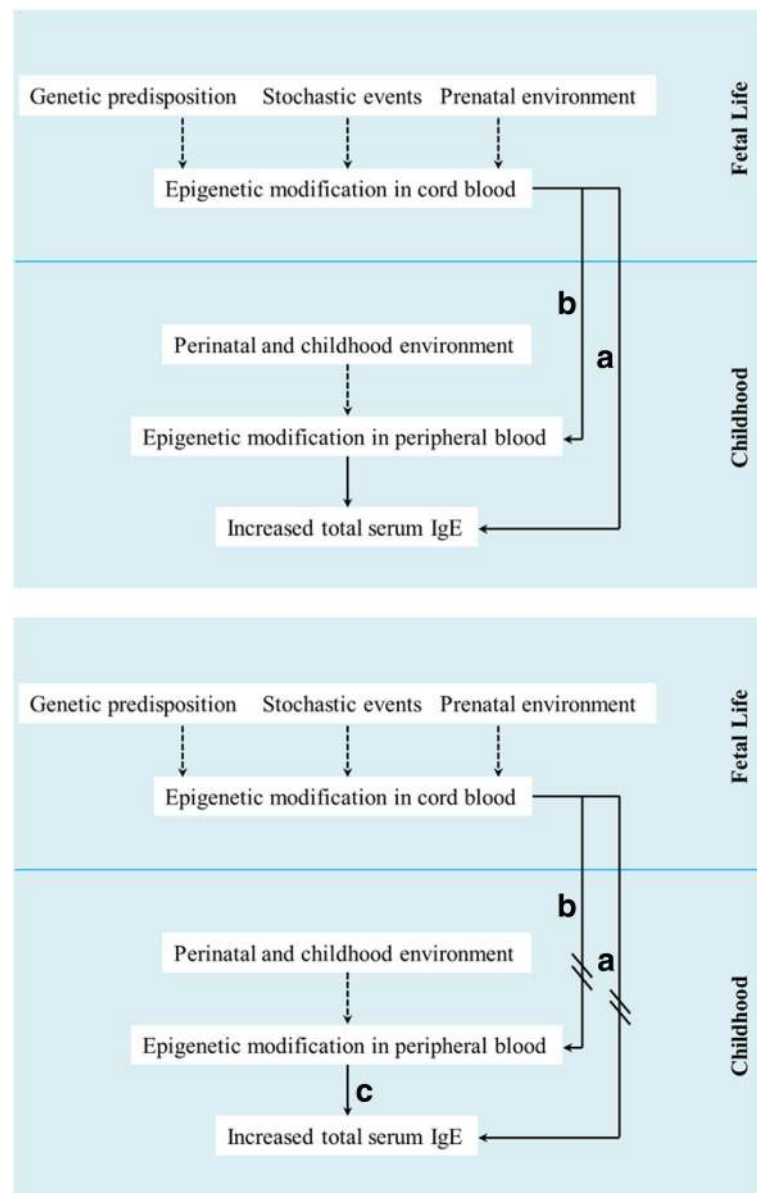 Genetic predisposition Stochastic events Prenatal environment
Fetal Life
Epigenetic modification in cord blood
b
Perinatal and childhood environment
a
Childhood
Epigenetic modification in peripheral blood
Increased total serum IgE
Genetic predisposition Stochastic events Prenatal environment
Fetal Life
Epigenetic modification in cord blood
b
Perinatal and childhood environment
a
Childhood
Epigenetic modification in peripheral blood
c
Increased total serum IgE